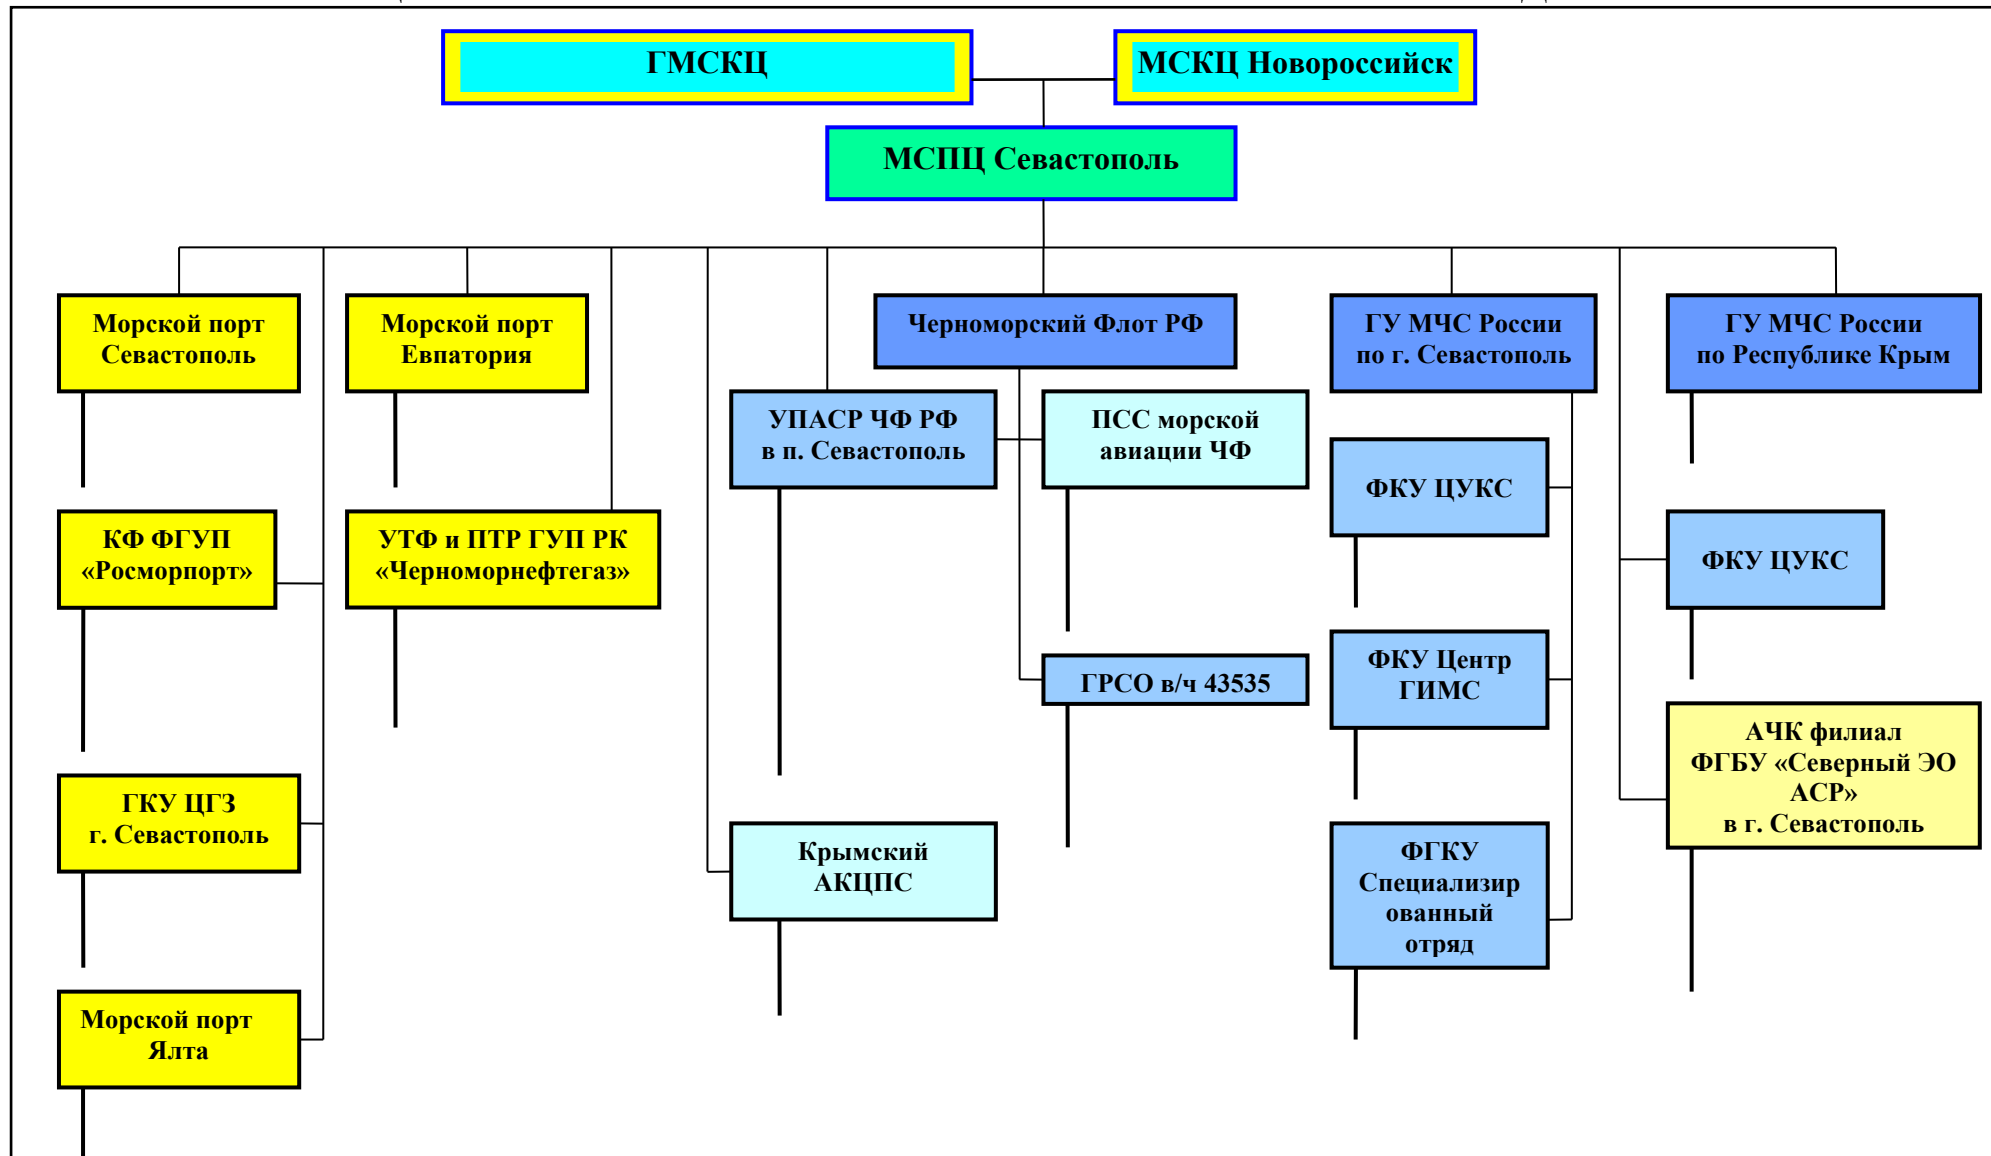 ГМСКЦ
МСКЦ Новороссийск
МСПЦ Севастополь
Морской порт
Севастополь
Морской порт
Евпатория
Черноморский Флот РФ
ГУ МЧС России
по г. Севастополь
ГУ МЧС России
по Республике Крым
УПАСР ЧФ РФ
в п. Севастополь
ПСС морской
авиации ЧФ
ФКУ ЦУКС
КФ ФГУП
«Росморпорт»
УТФ и ПТР ГУП РК
«Черноморнефтегаз»
ФКУ ЦУКС
ГРСО в/ч 43535
ФКУ Центр
ГИМС
АЧК филиал
ФГБУ «Северный ЭО
АСР»
в г. Севастополь
ГКУ ЦГЗ
г. Севастополь
Крымский
АКЦПС
ФГКУ
Специализир
ованный
отряд
Морской порт
Ялта